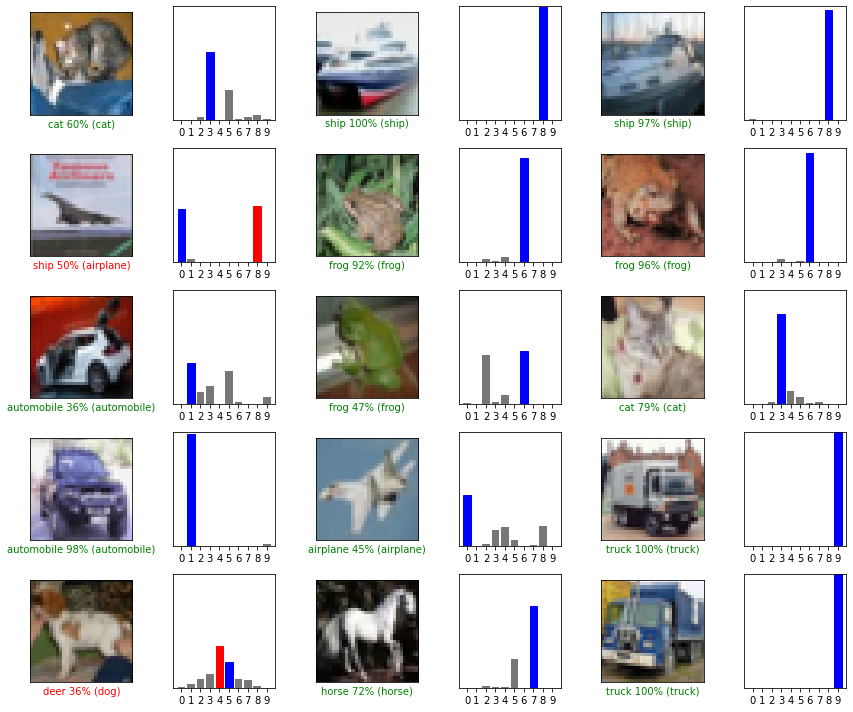 cat 60% (cat)
0 1 2 3 4 5 6 7 8 9
ship 100% (ship)
0 1 2 3 4 5 6 7 8 9
ship 97% (ship)
0 1 2 3 4 5 6 7 8 9
ship 50% (airplane)
0 1 2 3 4 5 6 7 8 9
frog 92% (frog)
0 1 2 3 4 5 6 7 8 9
frog 96% (frog)
0 1 2 3 4 5 6 7 8 9
automobile 36% (automobile)
0 1 2 3 4 5 6 7 8 9
frog 47% (frog)
0 1 2 3 4 5 6 7 8 9
cat 79% (cat)
0 1 2 3 4 5 6 7 8 9
automobile 98% (automobile)
0 1 2 3 4 5 6 7 8 9
airplane 45% (airplane)
0 1 2 3 4 5 6 7 8 9
truck 100% (truck)
0 1 2 3 4 5 6 7 8 9
deer 36% (dog)
0 1 2 3 4 5 6 7 8 9
horse 72% (horse)
0 1 2 3 4 5 6 7 8 9
truck 100% (truck)
0 1 2 3 4 5 6 7 8 9